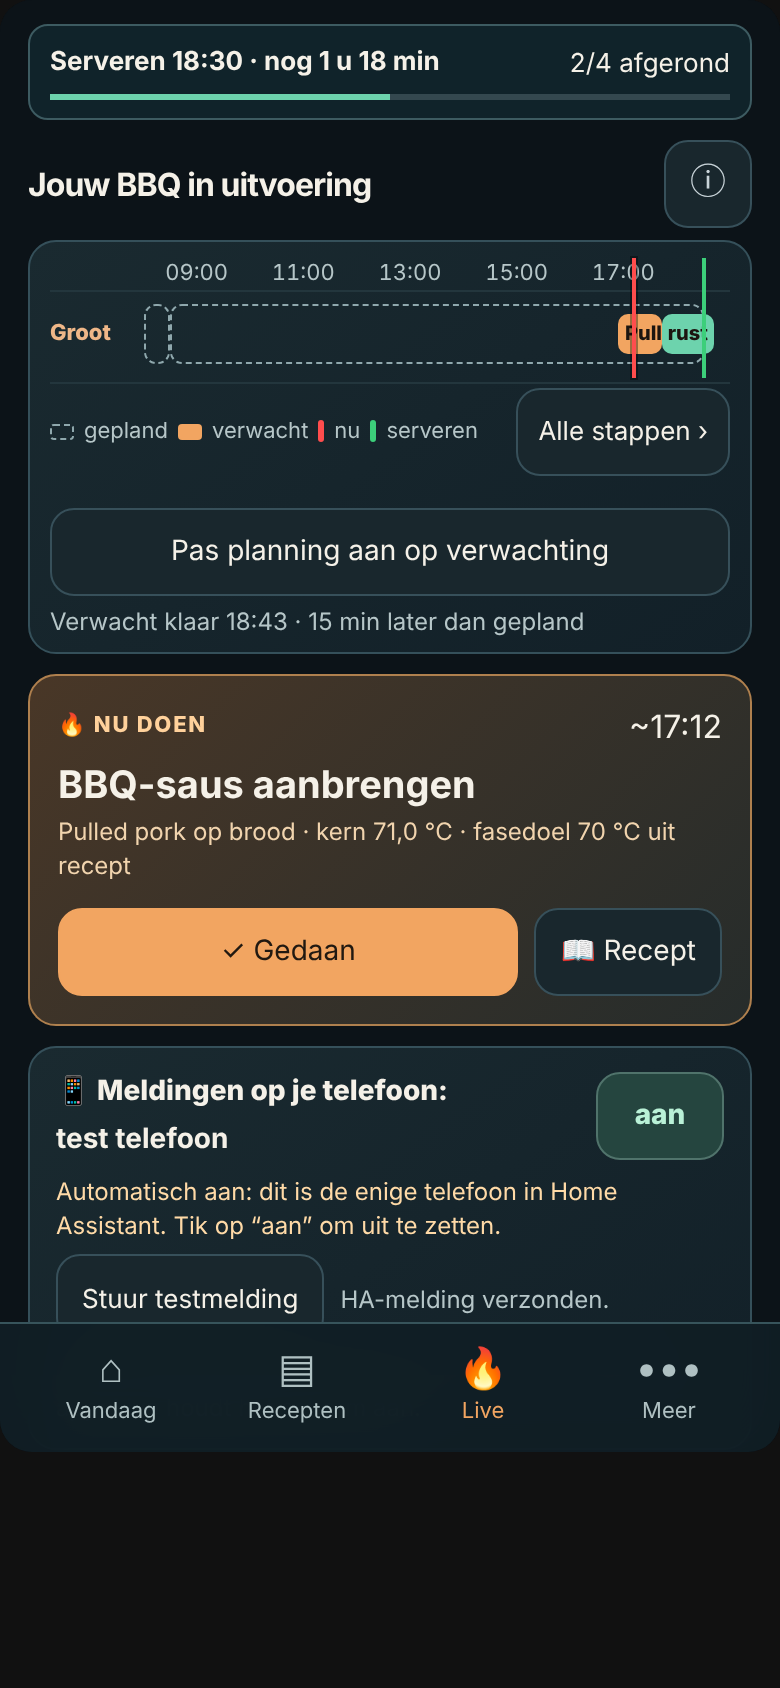 Serveren 18:30 · nog 1 u 18 min
2/4 afgerond
Jouw BBQ in uitvoering
09:00 11:00 13:00 15:00 17:00
Groot
Pull rust
gepland verwacht nu serveren
Alle stappen ›
Pas planning aan op verwachting
Verwacht klaar 18:43 · 15 min later dan gepland
🔥 NU DOEN
~17:12
BBQ-saus aanbrengen
Pulled pork op brood · kern 71,0 °C · fasedoel 70 °C uit
recept
✓ Gedaan
📖 Recept
📱 Meldingen op je telefoon:
test telefoon
aan
Automatisch aan: dit is de enige telefoon in Home
Assistant. Tik op “aan” om uit te zetten.
Stuur testmelding
HA-melding verzonden.
Vandaag Recepten Live Meer